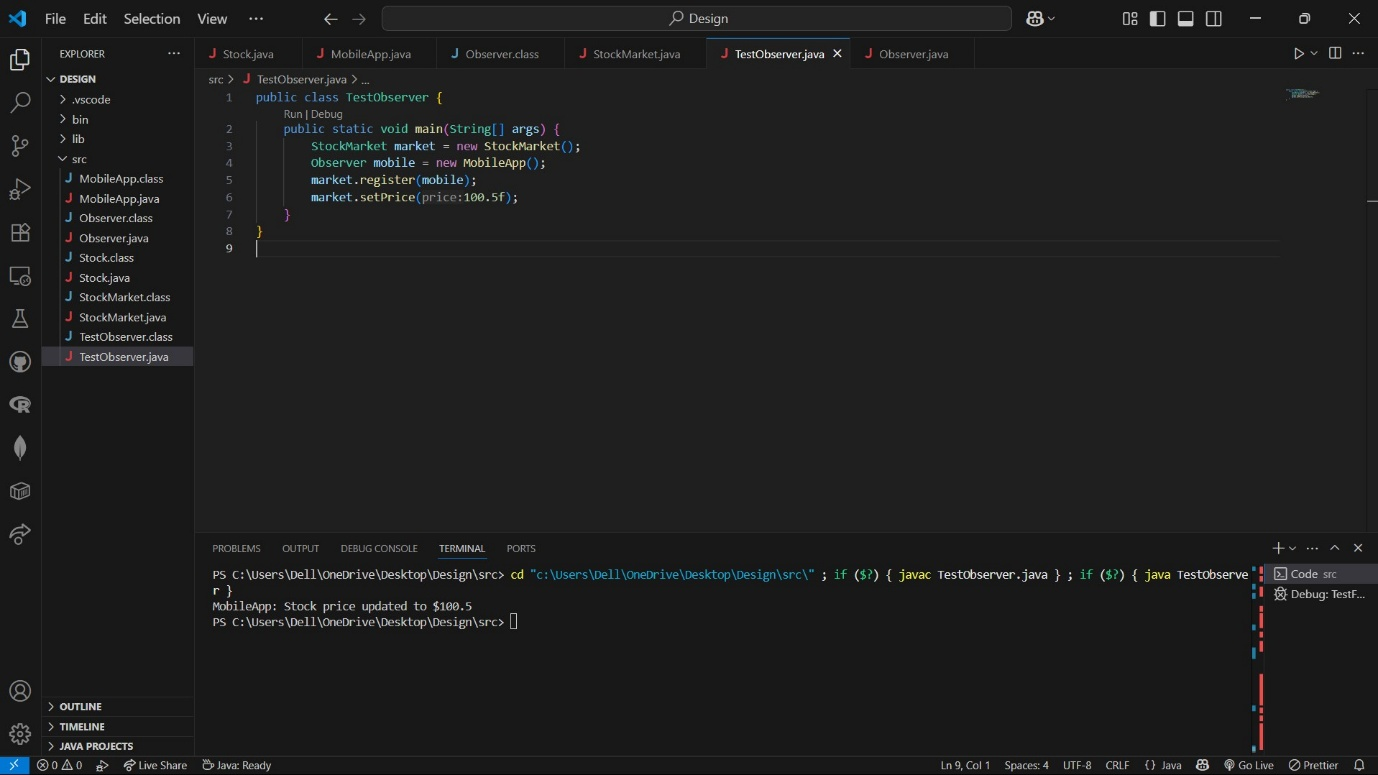 File Edit Selection View ··· Design
EXPLORER ···
Stock.java MobileApp.java Observer.class StockMarket.java TestObserver.java Observer.java
DESIGN
.vscode
bin
lib
src
MobileApp.class
MobileApp.java
Observer.class
Observer.java
Stock.class
Stock.java
StockMarket.class
StockMarket.java
TestObserver.class
TestObserver.java
OUTLINE
TIMELINE
JAVA PROJECTS
src > TestObserver.java > ...
1 public class TestObserver {
Run | Debug
2 public static void main(String[] args) {
3 StockMarket market = new StockMarket();
4 Observer mobile = new MobileApp();
5 market.register(mobile);
6 market.setPrice(price:100.5f);
7 }
8 }
9
PROBLEMS OUTPUT DEBUG CONSOLE TERMINAL PORTS
PS C:\Users\Dell\OneDrive\Desktop\Design\src> cd "c:\Users\Dell\OneDrive\Desktop\Design\src\" ; if ($?) { javac TestObserver.java } ; if ($?) { java TestObserve
r }
MobileApp: Stock price updated to $100.5
PS C:\Users\Dell\OneDrive\Desktop\Design\src>
Code src
Debug: TestF...
0 0 Live Share Java: Ready Ln 9, Col 1 Spaces: 4 UTF-8 CRLF {} Java Go Live Prettier